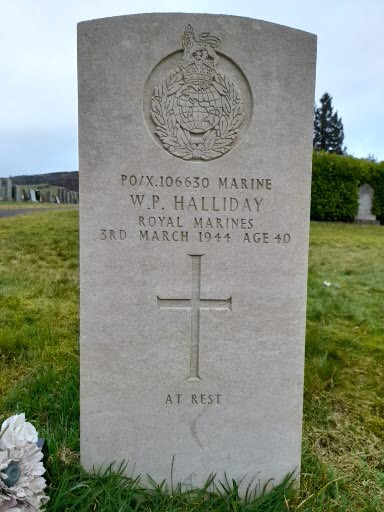 PO/X.106630 MARINE
W.P. HALLIDAY
ROYAL MARINES
3RD MARCH 1944 AGE 40
AT REST